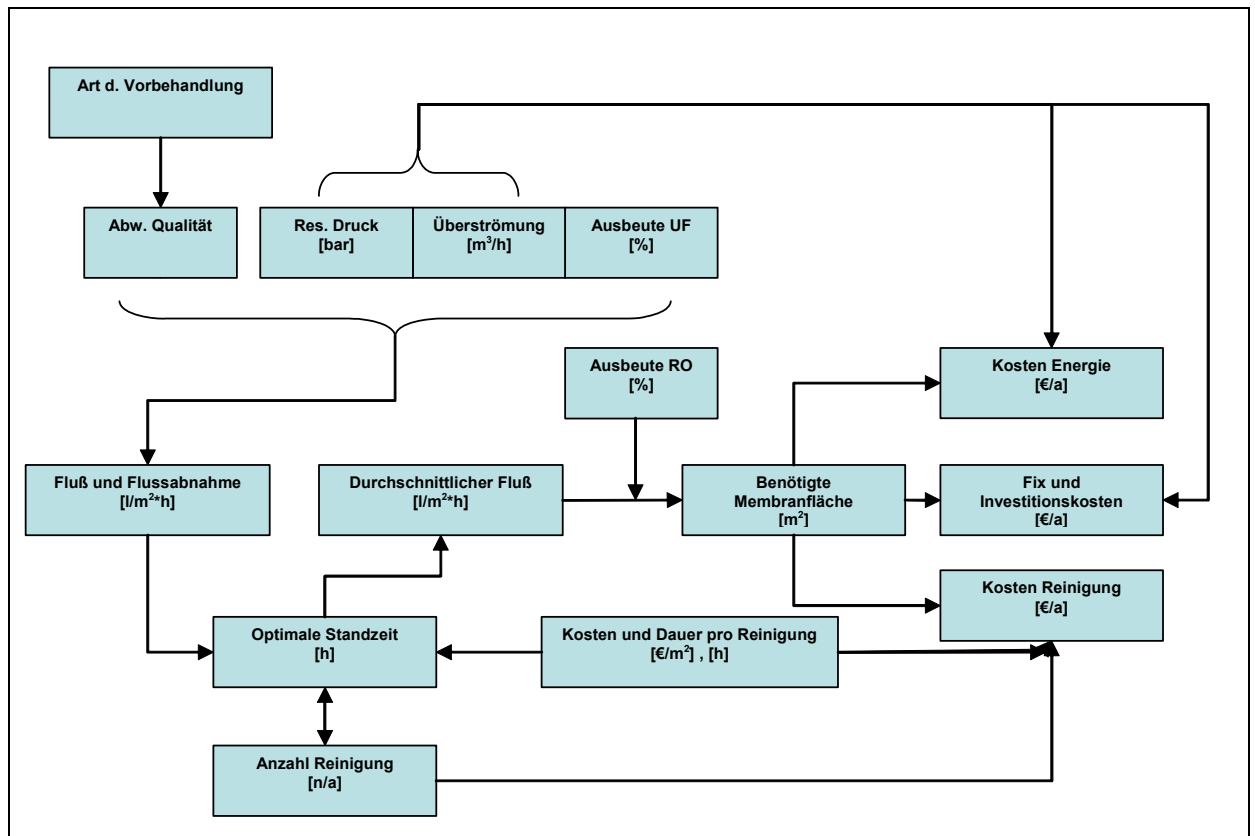 Art d. Vorbehandlung
Abw. Qualität
Res. Druck
[bar]
Überströmung
[m³/h]
Ausbeute UF
[%]
Ausbeute RO
[%]
Kosten Energie
[€/a]
Fluß und Flussabnahme
[l/m²*h]
Durchschnittlicher Fluß
[l/m²*h]
Benötigte
Membranfläche
[m²]
Fix und
Investitionskosten
[€/a]
Kosten Reinigung
[€/a]
Optimale Standzeit
[h]
Kosten und Dauer pro Reinigung
[€/m²] , [h]
Anzahl Reinigung
[n/a]